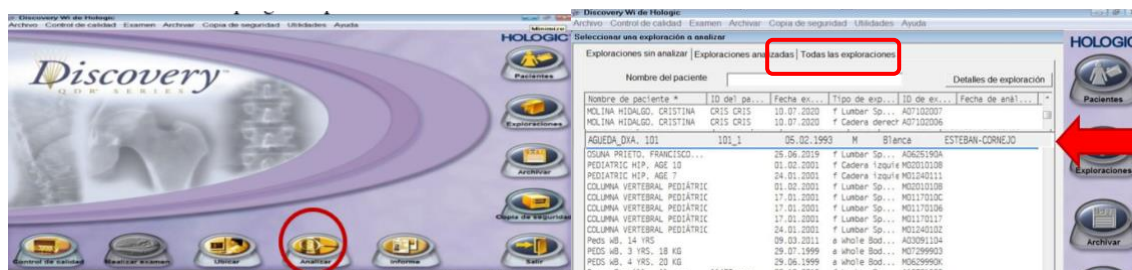 Discovery Wi de Hologic
Archivo Control de calidad Examen Archivar Copia de seguridad Utilidades Ayuda
Minimize
HOLOGIC
Discovery™
QDR SERIES
Pacientes
Exploraciones
Archivar
Copia de seguridad
Control de calidad
Realizar examen
Ubicar
Analizar
Informe
Salir
Discovery Wi de Hologic
Archivo Control de calidad Examen Archivar Copia de seguridad Utilidades Ayuda
Seleccionar una exploración a analizar
HOLOGIC
Exploraciones sin analizar Exploraciones analizadas Todas las exploraciones
Nombre del paciente
Detalles de exploración
Nombre de paciente * ID del pa... Fecha ex... Tipo de exp... ID de ex... Fecha de anál...
MOLINA HIDALGO, CRISTINA CRIS CRIS 10.07.2020 f Lumbar Sp... A07102007
MOLINA HIDALGO, CRISTINA CRIS CRIS 10.07.2020 f Cadera derech A07102006
AGUEDA_DXA, 101 101_1 05.02.1993 M Blanca ESTEBAN-CORNEJO
OSUNA PRIETO, FRANCISCO... 25.06.2019 f Lumbar Sp... A0625190A
PEDIATRIC HIP, AGE 10 01.02.2001 f Cadera izquie M02010108
PEDIATRIC HIP, AGE 7 24.01.2001 f Cadera izquie M01240111
COLUMNA VERTEBRAL PEDIÁTRIC 01.02.2001 f Lumbar Sp... M0201010B
COLUMNA VERTEBRAL PEDIÁTRIC 17.01.2001 f Lumbar Sp... M0117010C
COLUMNA VERTEBRAL PEDIÁTRIC 17.01.2001 f Lumbar Sp... M01170106
COLUMNA VERTEBRAL PEDIÁTRIC 17.01.2001 f Lumbar Sp... M01170117
COLUMNA VERTEBRAL PEDIÁTRIC 24.01.2001 f Lumbar Sp... M0124010Z
Peds WB, 14 YRS 09.03.2011 a Whole Bod... A03091104
PEDS WB, 3 YRS, 18 KG 29.07.1999 a Whole Bod... M07299903
PEDS WB, 4 YRS, 20 KG 29.06.1999 a Whole Bod... M0629990K
Pacientes
Exploraciones
Archivar